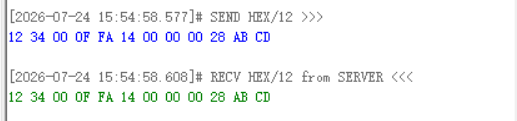 [2026-07-24 15:54:58.577]# SEND HEX/12 >>>
12 34 00 0F FA 14 00 00 00 28 AB CD
[2026-07-24 15:54:58.608]# RECV HEX/12 from SERVER <<<
12 34 00 0F FA 14 00 00 00 28 AB CD